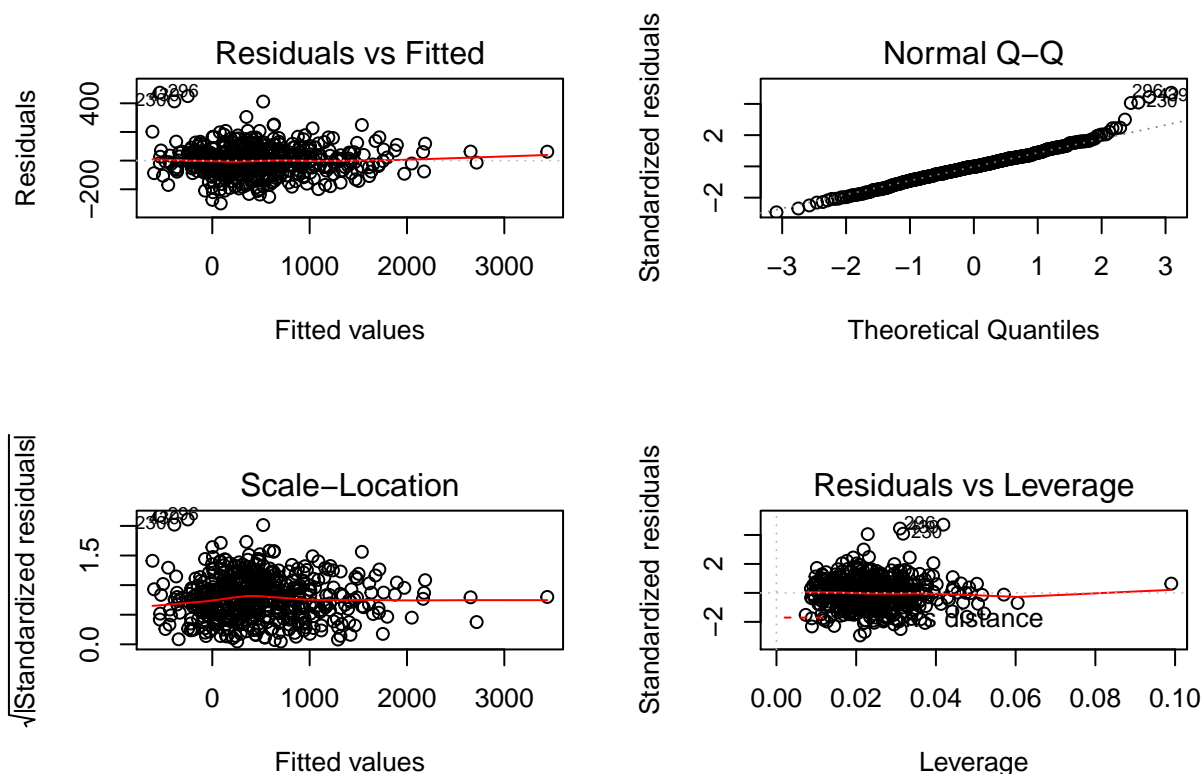 Residuals vs Fitted
Residuals
400
−200
296
230
0 1000 2000 3000
Fitted values
Normal Q−Q
Standardized residuals
2
−2
296
230
−3 −2 −1 0 1 2 3
Theoretical Quantiles
Scale−Location
√|Standardized residuals|
1.5
0.0
296
230
0 1000 2000 3000
Fitted values
Residuals vs Leverage
Standardized residuals
2
−2
296
distance
0.00 0.02 0.04 0.06 0.08 0.10
Leverage